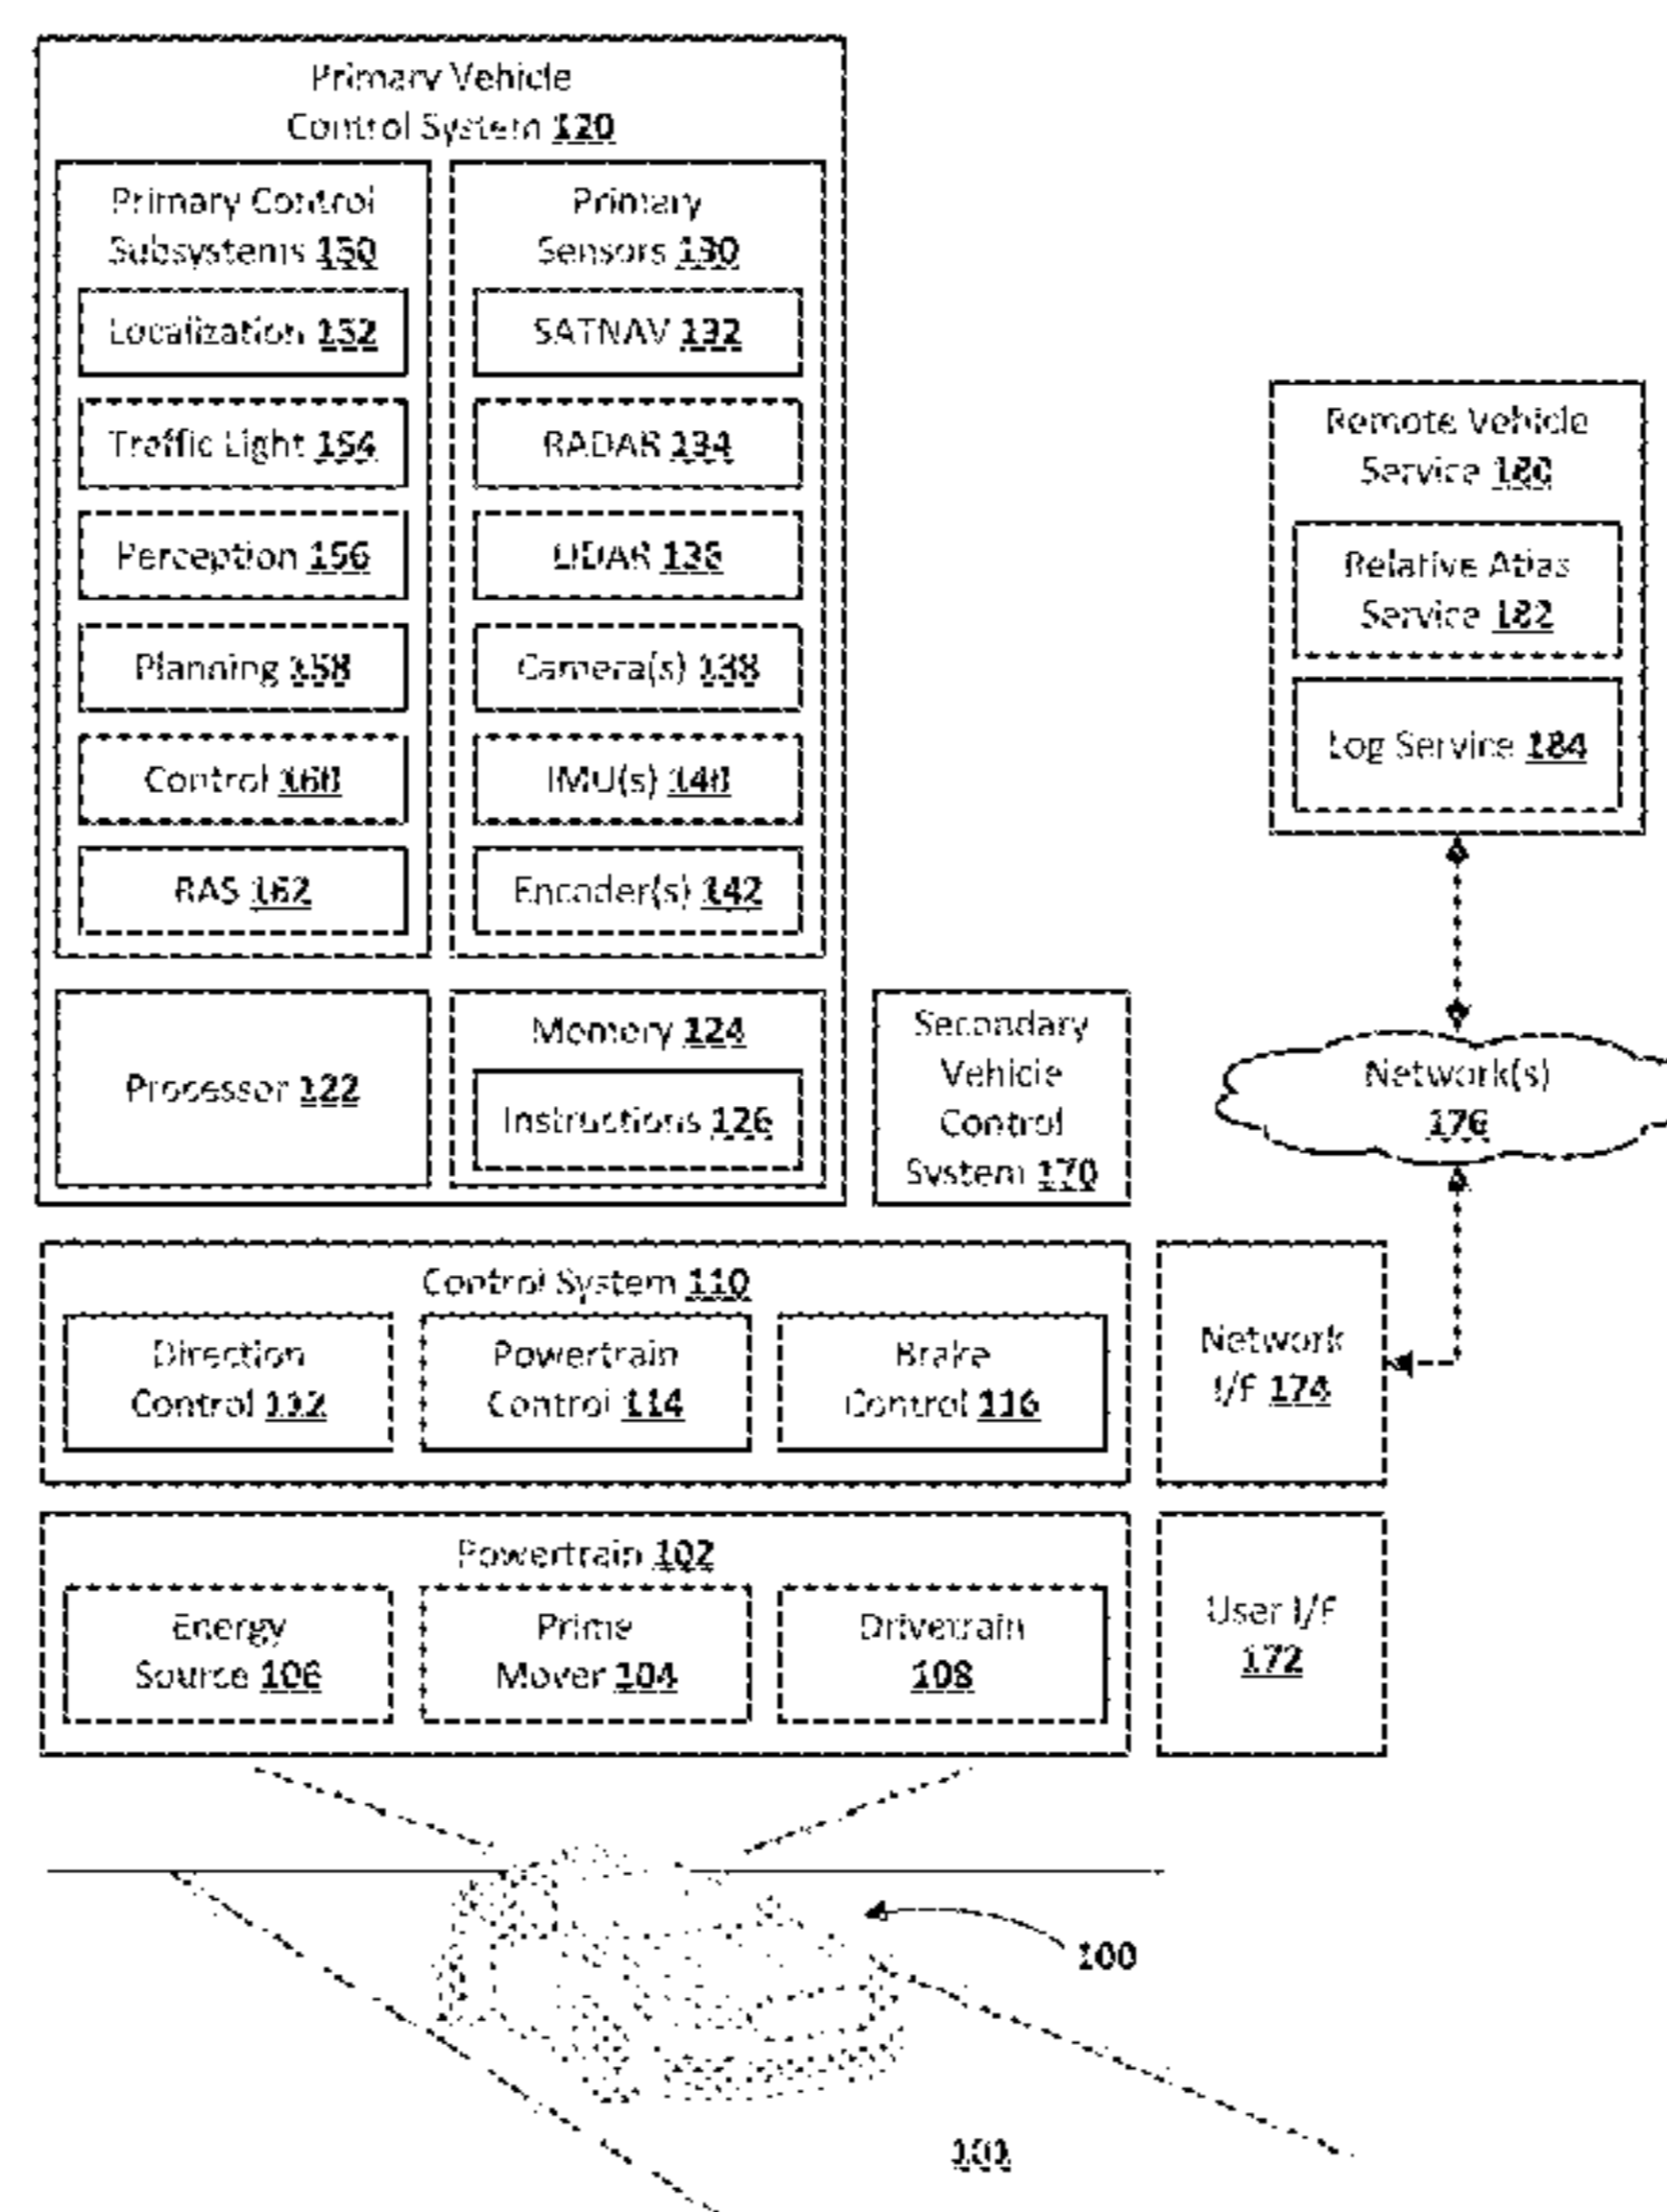 Primary Vehicle
Control System 120
Primary Control
Subsystems 150
Localization 152
Traffic Light 154
Perception 156
Planning 158
Control 160
RAS 162
Primary
Sensors 130
SATNAV 132
RADAR 134
LIDAR 136
Camera(s) 138
IMU(s) 140
Encoder(s) 142
Processor 122
Memory 124
Instructions 126
Secondary
Vehicle
Control
System 170
Remote Vehicle
Service 180
Relative Atlas
Service 182
Log Service 184
Network(s)
176
Control System 110
Direction
Control 112
Powertrain
Control 114
Brake
Control 116
Network
I/F 174
Powertrain 102
Energy
Source 106
Prime
Mover 104
Drivetrain
108
User I/F
172
100
101